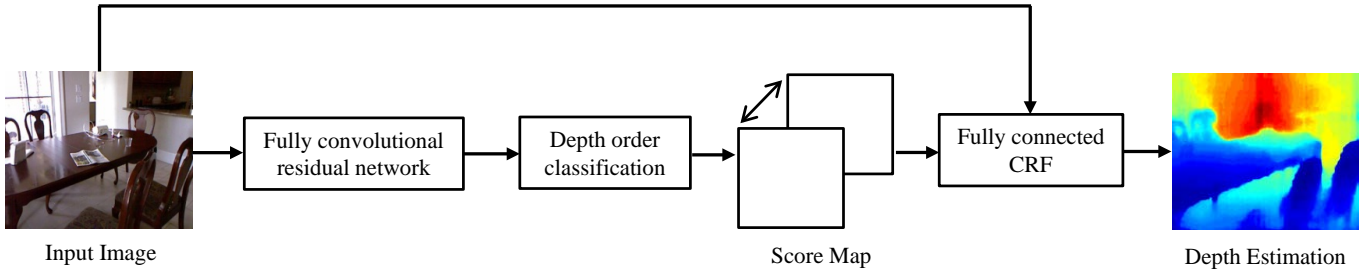 Fully convolutional
residual network
Depth order
classification
Fully connected
CRF
Input Image
Score Map
Depth Estimation